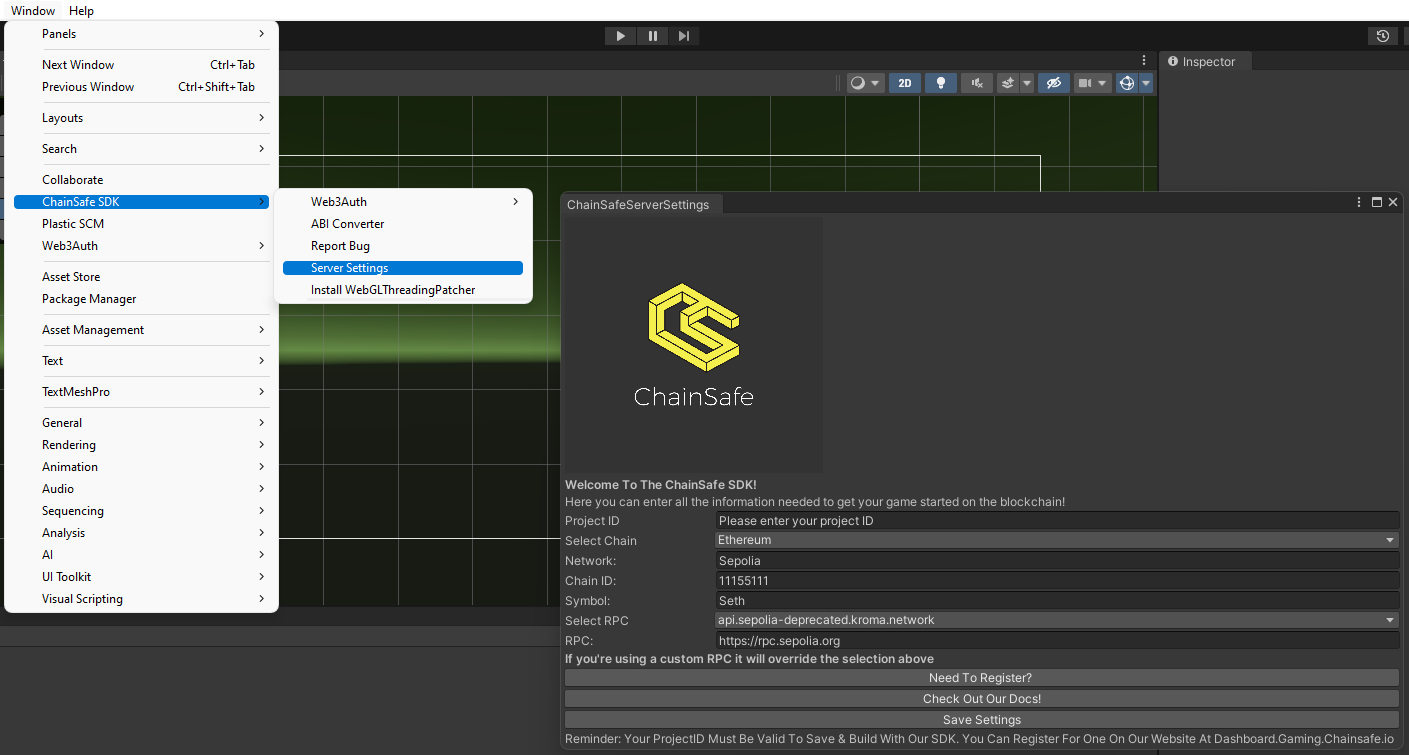 Window Help
Panels
Next Window Ctrl+Tab
Previous Window Ctrl+Shift+Tab
Layouts
Search
Collaborate
ChainSafe SDK
Plastic SCM
Web3Auth
Asset Store
Package Manager
Asset Management
Text
TextMeshPro
General
Rendering
Animation
Audio
Sequencing
Analysis
AI
UI Toolkit
Visual Scripting
Web3Auth
ABI Converter
Report Bug
Server Settings
Install WebGLThreadingPatcher
2D
Inspector
ChainSafeServerSettings
ChainSafe
Welcome To The ChainSafe SDK!
Here you can enter all the information needed to get your game started on the blockchain!
Project ID Please enter your project ID
Select Chain Ethereum
Network: Sepolia
Chain ID: 11155111
Symbol: Seth
Select RPC api.sepolia-deprecated.kroma.network
RPC: https://rpc.sepolia.org
If you're using a custom RPC it will override the selection above
Need To Register?
Check Out Our Docs!
Save Settings
Reminder: Your ProjectID Must Be Valid To Save & Build With Our SDK. You Can Register For One On Our Website At Dashboard.Gaming.Chainsafe.io